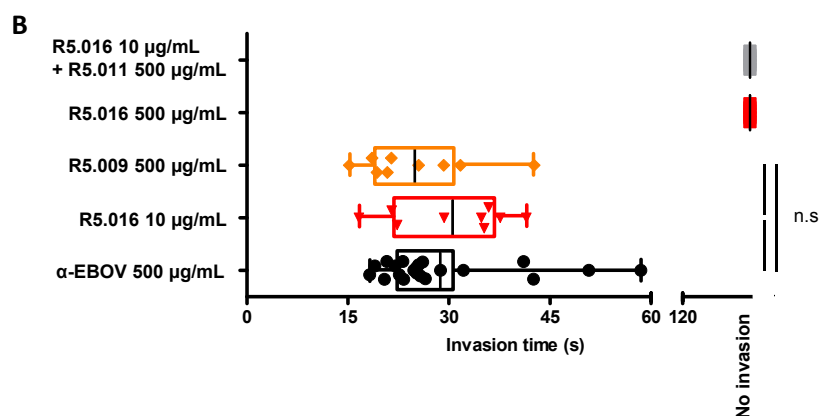 B
R5.016 10 µg/mL
+ R5.011 500 µg/mL
R5.016 500 µg/mL
R5.009 500 µg/mL
R5.016 10 µg/mL
α-EBOV 500 µg/mL
n.s
0 15 30 45 60 120
Invasion time (s)
No invasion